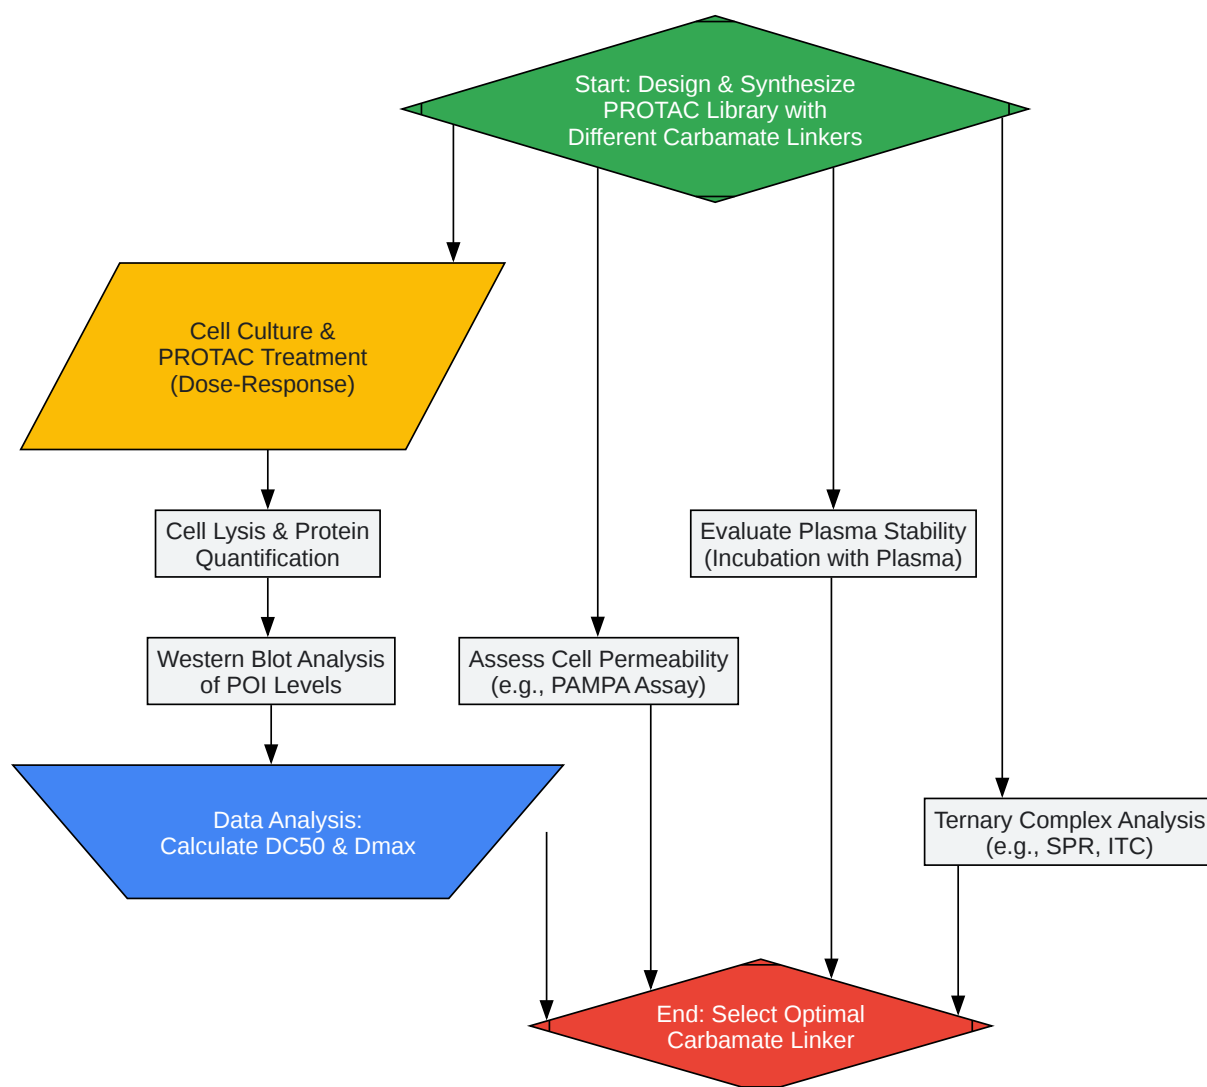 Start: Design & Synthesize
PROTAC Library with
Different Carbamate Linkers
Cell Culture &
PROTAC Treatment
(Dose-Response)
Cell Lysis & Protein
Quantification
Evaluate Plasma Stability
(Incubation with Plasma)
Western Blot Analysis
of POI Levels
Assess Cell Permeability
(e.g., PAMPA Assay)
Data Analysis:
Calculate DC50 & Dmax
Ternary Complex Analysis
(e.g., SPR, ITC)
End: Select Optimal
Carbamate Linker